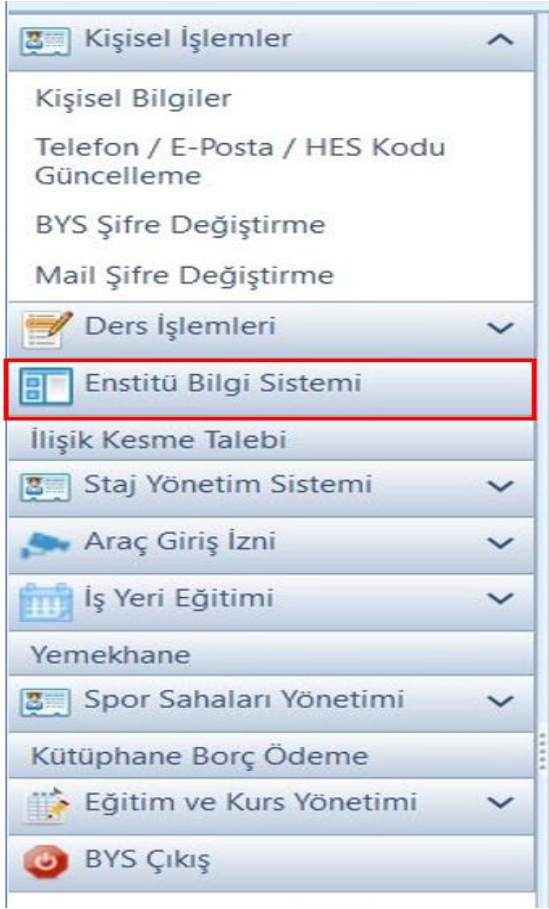 Kişisel İşlemler
Kişisel Bilgiler
Telefon / E-Posta / HES Kodu
Güncelleme
BYS Şifre Değiştirme
Mail Şifre Değiştirme
Ders İşlemleri
Enstitü Bilgi Sistemi
İlişik Kesme Talebi
Staj Yönetim Sistemi
Araç Giriş İzni
İş Yeri Eğitimi
Yemekhane
Spor Sahaları Yönetimi
Kütüphane Borç Ödeme
Eğitim ve Kurs Yönetimi
BYS Çıkış